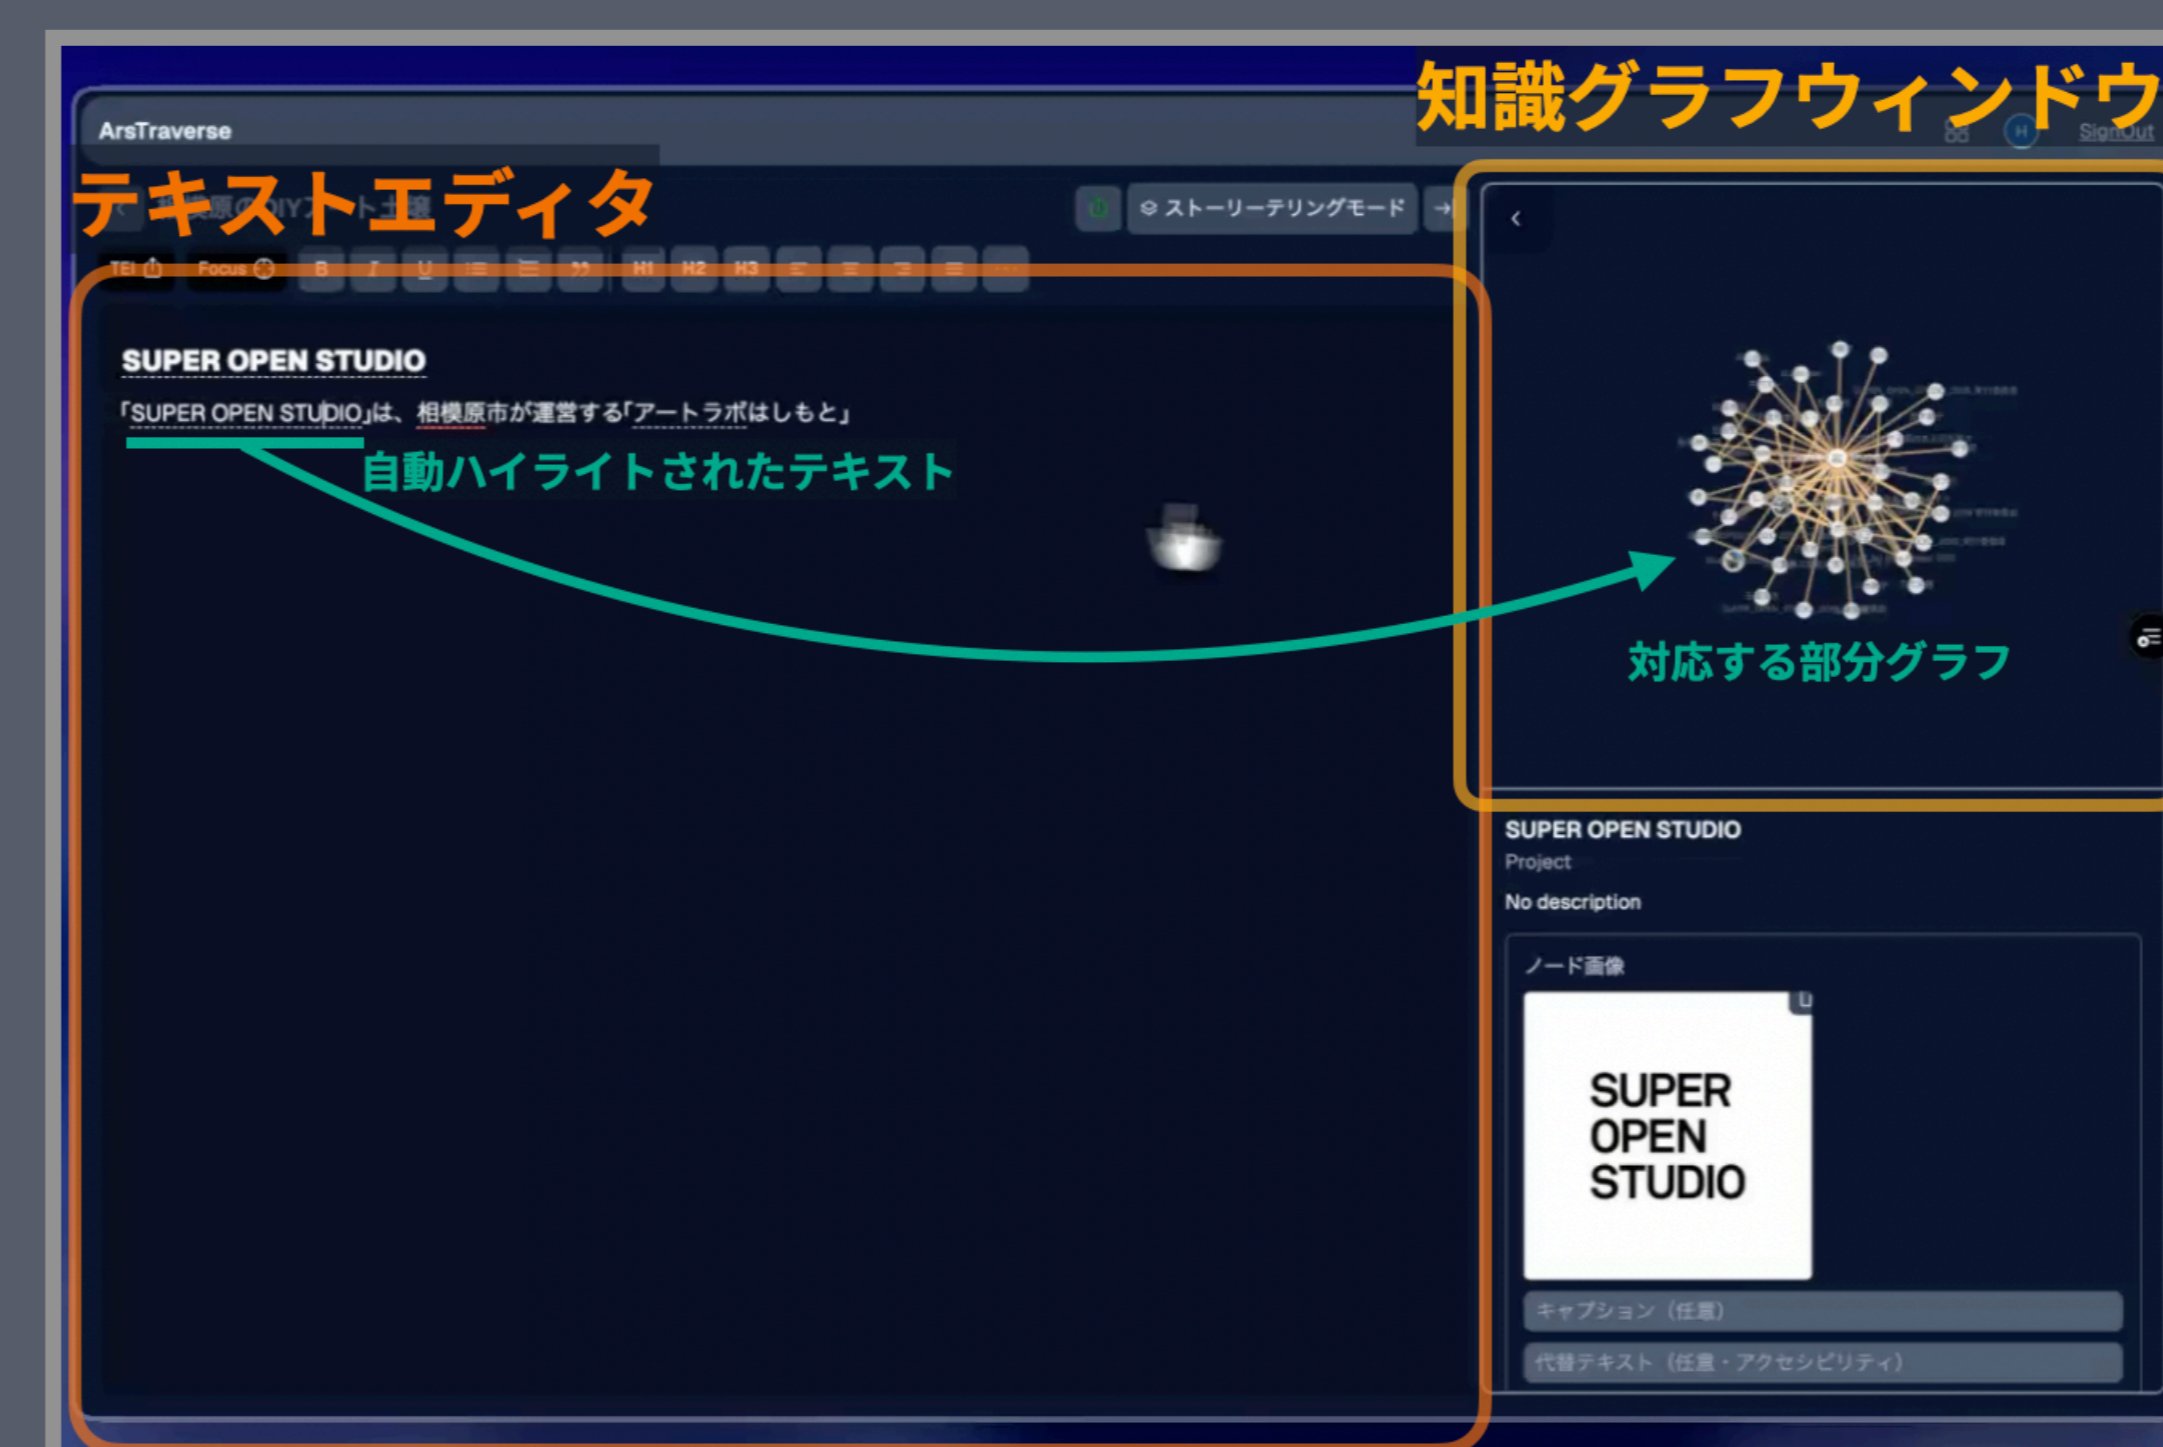 知識グラフウィンドウ
ArsTraverse
SignOut
H
テキストエディタ
ストーリーテリングモード
TEI
Focus
B I U H1 H2 H3
SUPER OPEN STUDIO
「SUPER OPEN STUDIO」は、相模原市が運営する「アートラボはしもと」
自動ハイライトされたテキスト
対応する部分グラフ
SUPER OPEN STUDIO
Project
No description
ノード画像
SUPER
OPEN
STUDIO
キャプション（任意）
代替テキスト（任意・アクセシビリティ）